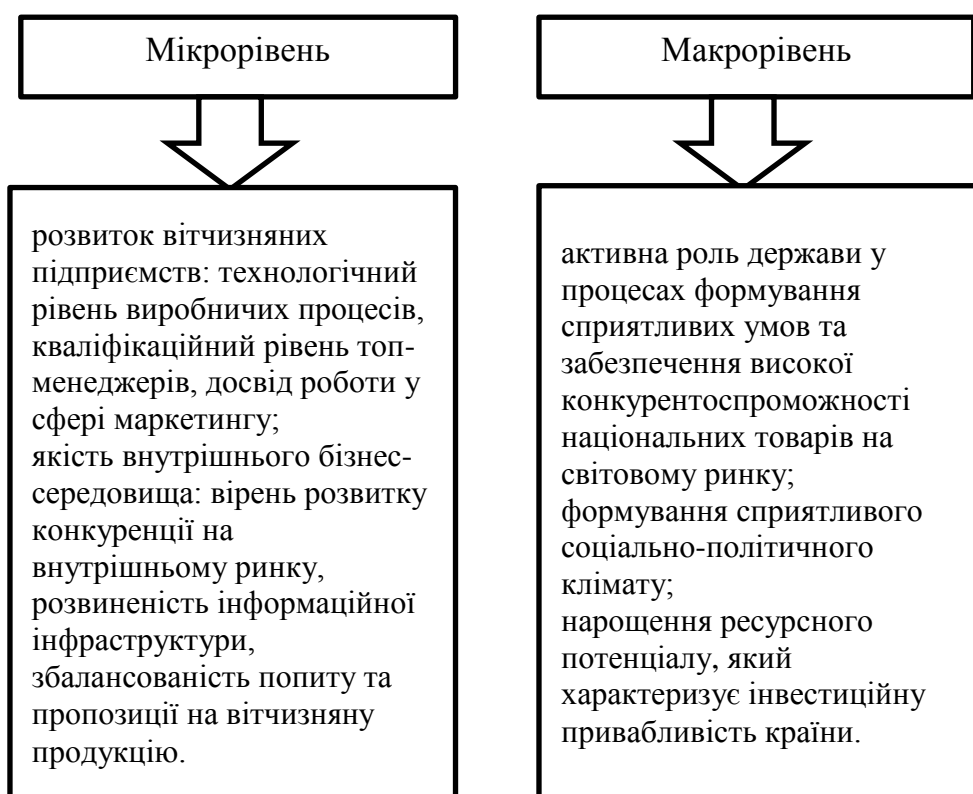 Мікрорівень
розвиток вітчизняних
підприємств: технологічний
рівень виробничих процесів,
кваліфікаційний рівень топ-
менеджерів, досвід роботи у
сфері маркетингу;
якість внутрішнього бізнес-
середовища: вірень розвитку
конкуренції на
внутрішньому ринку,
розвиненість інформаційної
інфраструктури,
збалансованість попиту та
пропозиції на вітчизняну
продукцію.
Макрорівень
активна роль держави у
процесах формування
сприятливих умов та
забезпечення високої
конкурентоспроможності
національних товарів на
світовому ринку;
формування сприятливого
соціально-політичного
клімату;
нарощення ресурсного
потенціалу, який
характеризує інвестиційну
привабливість країни.